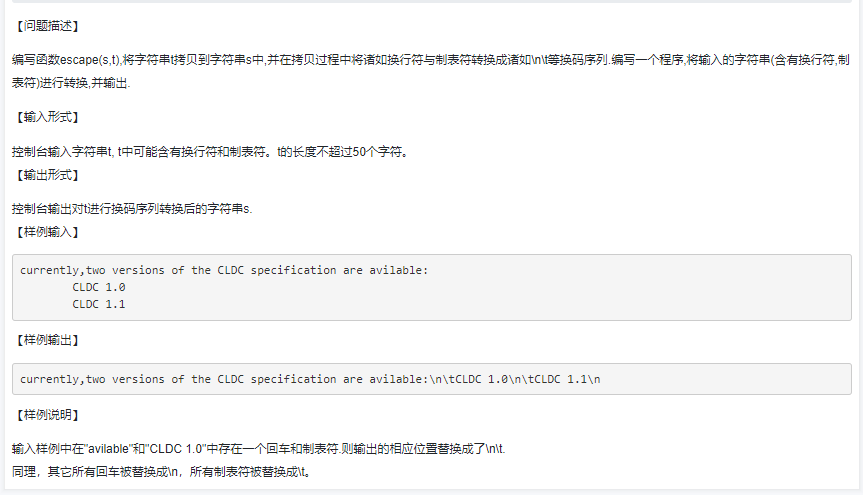 【问题描述】
编写函数escape(s,t),将字符串t拷贝到字符串s中,并在拷贝过程中将诸如换行符与制表符转换成诸如\n\t等换码序列.编写一个程序,将输入的字符串(含有换行符,制
表符)进行转换,并输出.
【输入形式】
控制台输入字符串t, t中可能含有换行符和制表符。t的长度不超过50个字符。
【输出形式】
控制台输出对t进行换码序列转换后的字符串s.
【样例输入】
currently,two versions of the CLDC specification are avilable:
CLDC 1.0
CLDC 1.1
【样例输出】
currently,two versions of the CLDC specification are avilable:\n\tCLDC 1.0\n\tCLDC 1.1\n
【样例说明】
输入样例中在"avilable"和"CLDC 1.0"中存在一个回车和制表符.则输出的相应位置替换成了\n\t.
同理，其它所有回车被替换成\n，所有制表符被替换成\t。